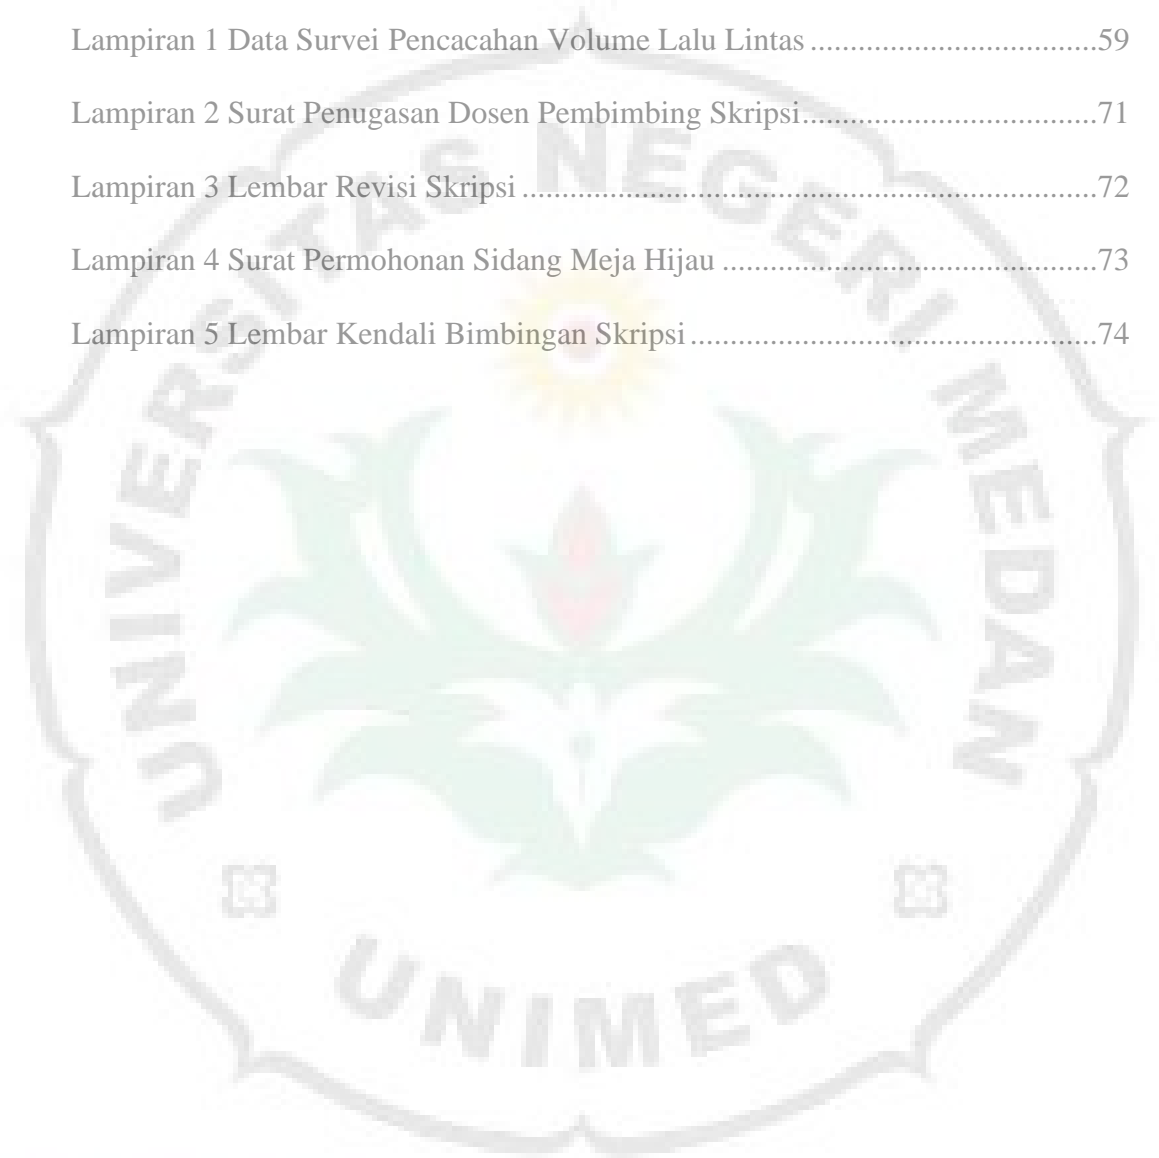 Lampiran 1 Data Survei Pencacahan Volume Lalu Lintas ....................................59
Lampiran 2 Surat Penugasan Dosen Pembimbing Skripsi.....................................71
Lampiran 3 Lembar Revisi Skripsi ........................................................................72
Lampiran 4 Surat Permohonan Sidang Meja Hijau ...............................................73
Lampiran 5 Lembar Kendali Bimbingan Skripsi...................................................74
UNIVERSITAS NEGERI MEDAN
UNIMED